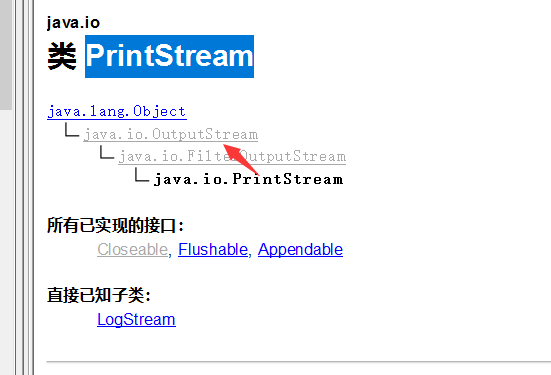 java.io
类 PrintStream
java.lang.Object
java.io.OutputStream
java.io.FilterOutputStream
java.io.PrintStream
所有已实现的接口：
Closeable, Flushable, Appendable
直接已知子类：
LogStream